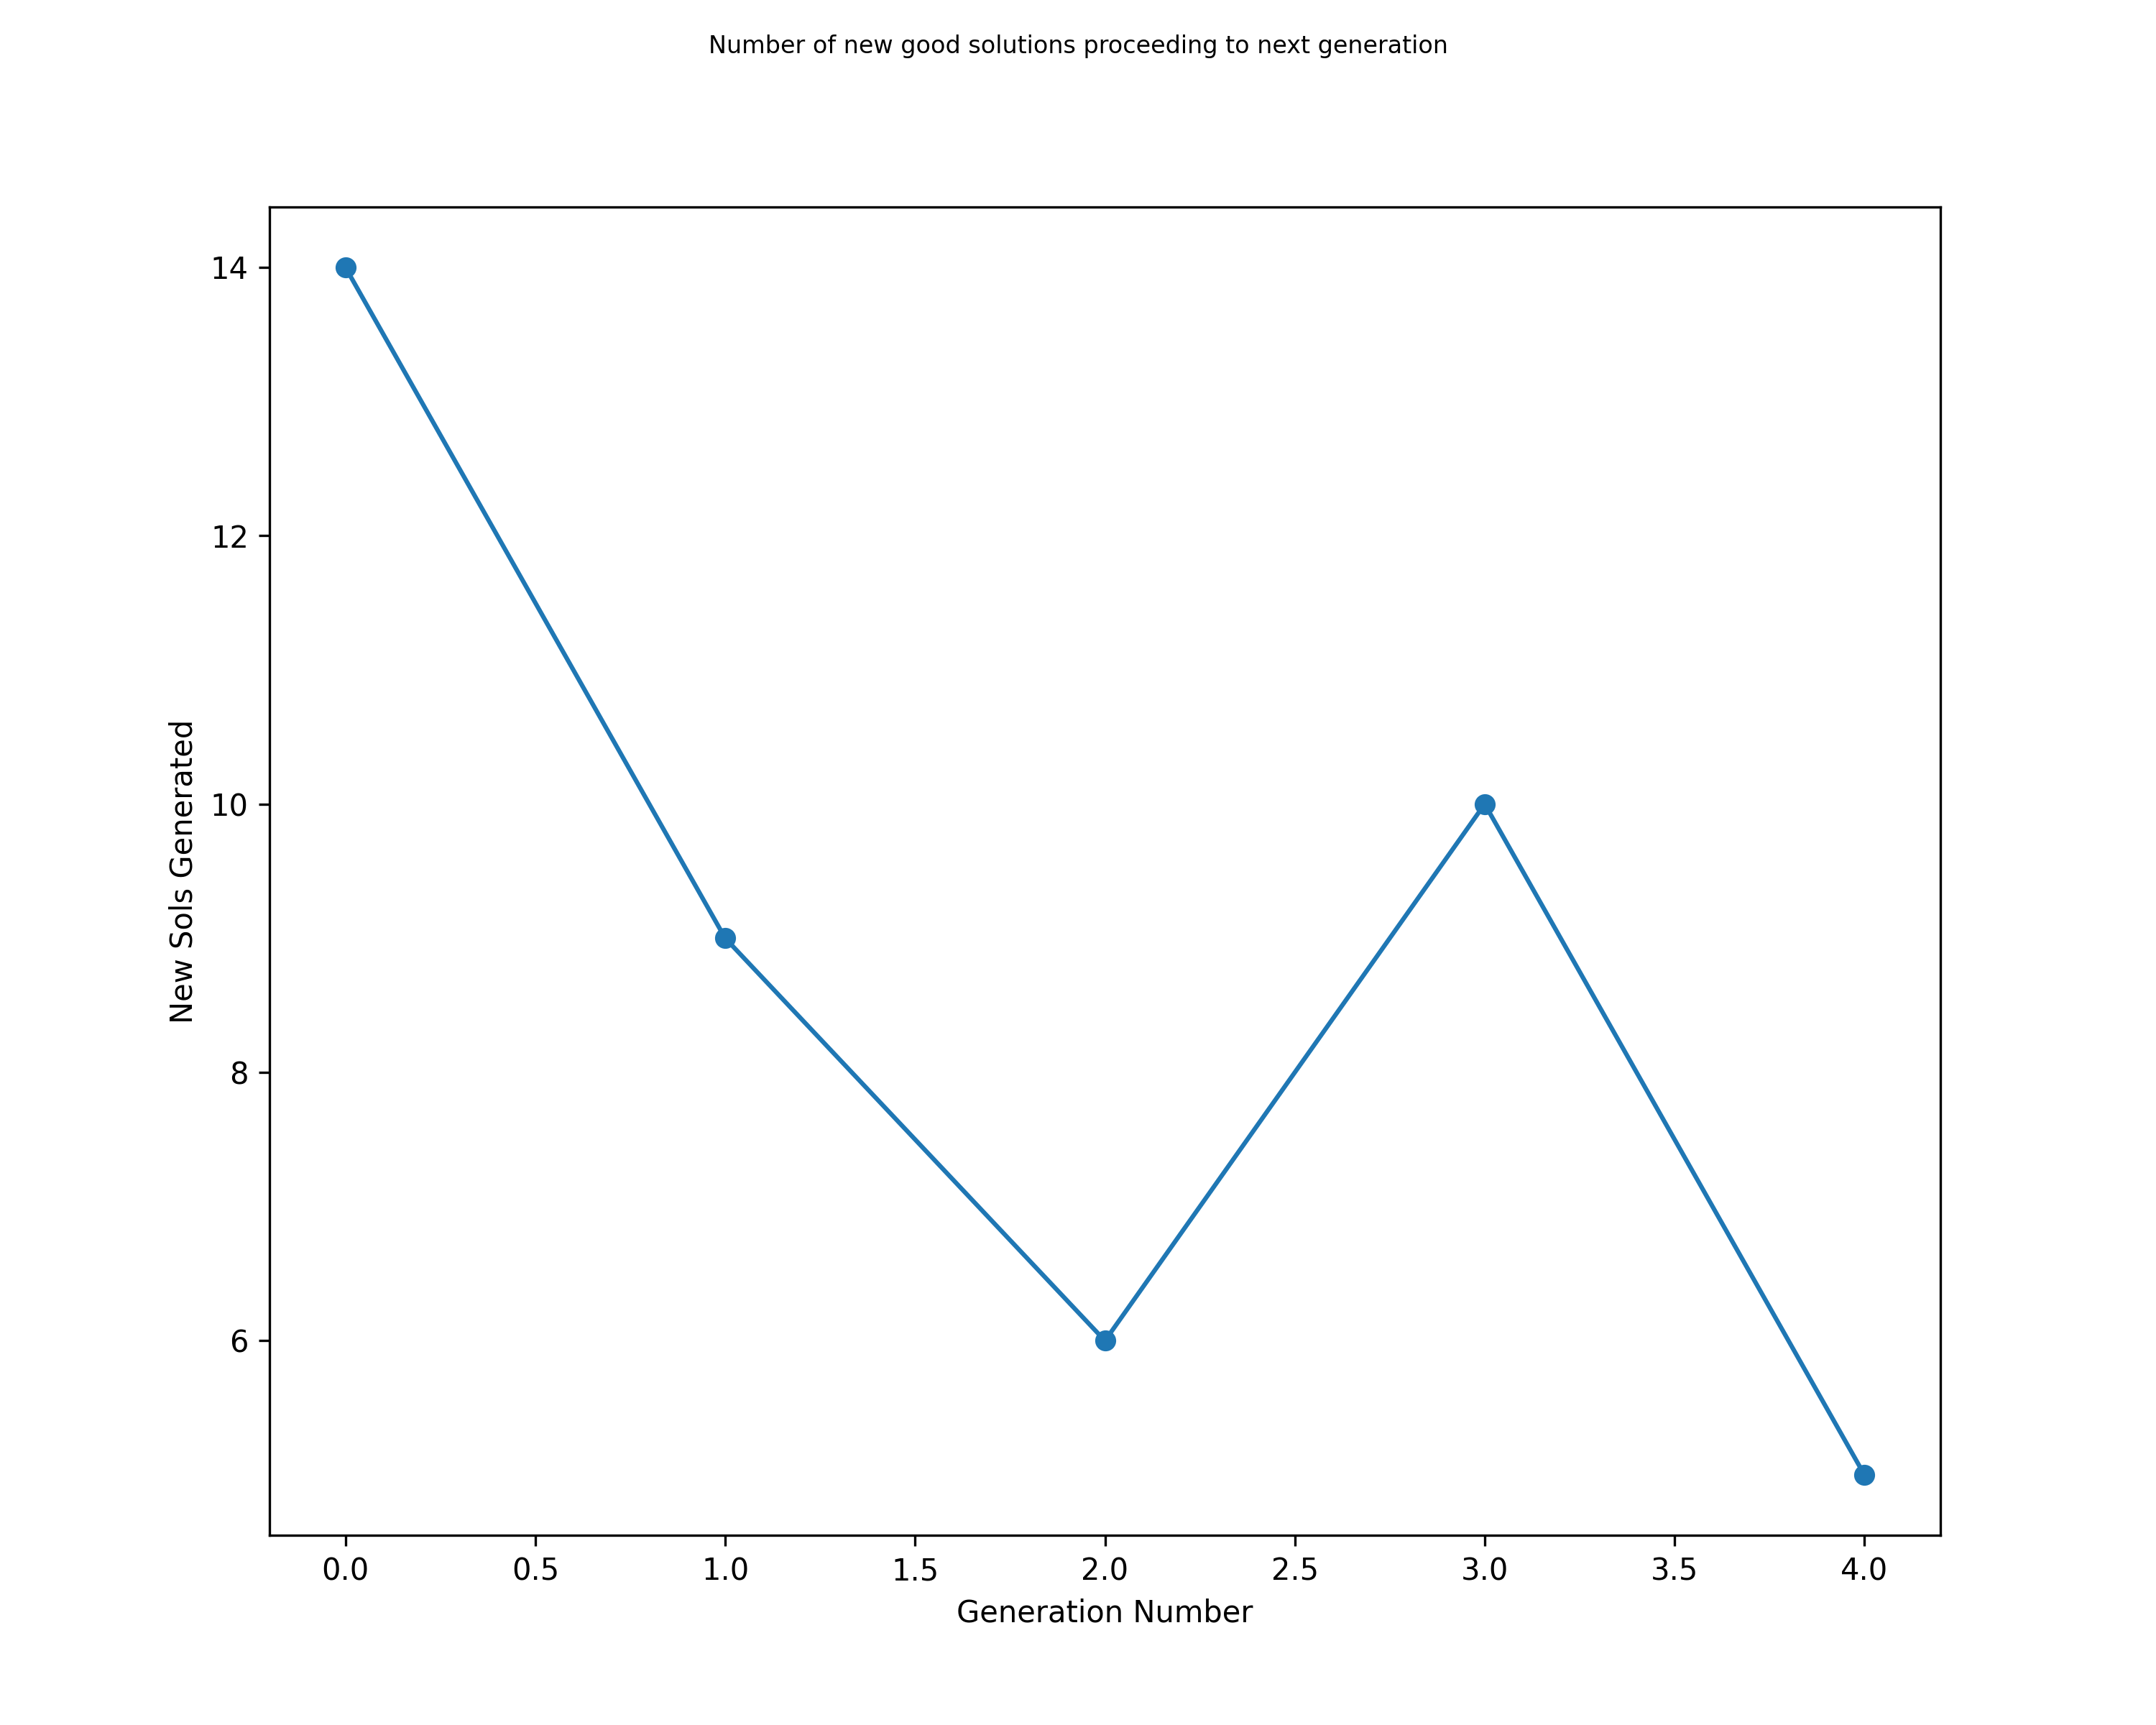 Number of new good solutions proceeding to next generation
14
12
10
8
6
New Sols Generated
0.0 0.5 1.0 1.5 2.0 2.5 3.0 3.5 4.0
Generation Number